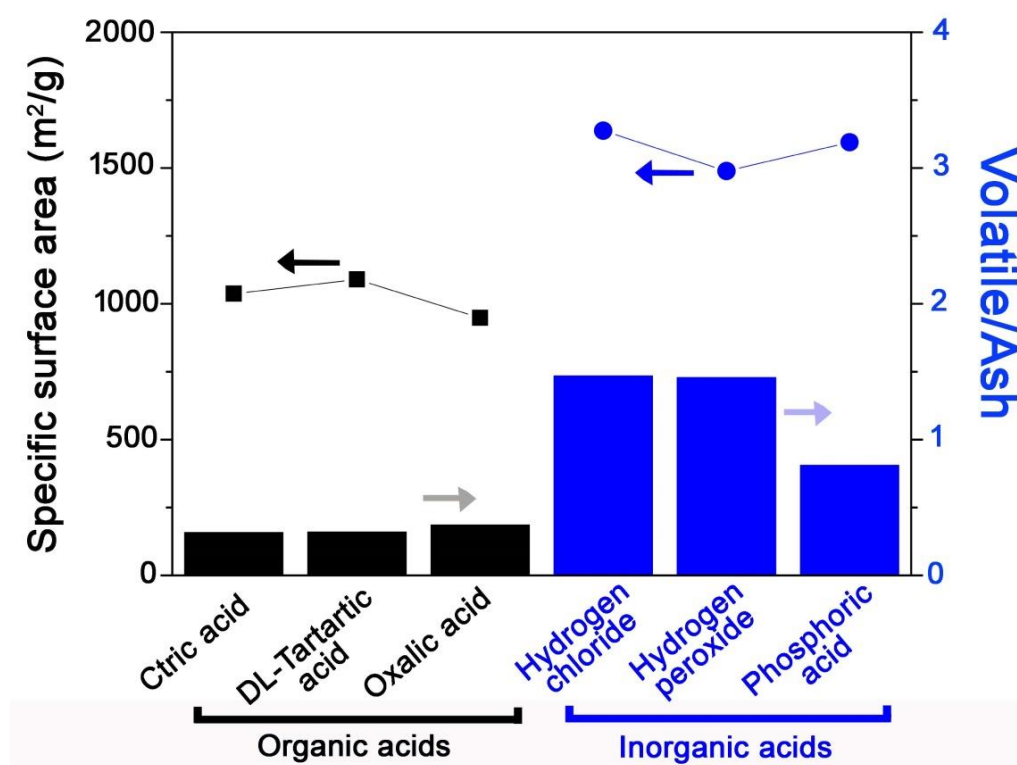 Specific surface area (m²/g)
2000
1500
1000
500
0
4
3
2
1
0
Volatile/Ash
Ctric acid
DL-Tartartic
acid
Oxalic acid
Hydrogen
chloride
Hydrogen
peroxide
Phosphoric
acid
Organic acids
Inorganic acids